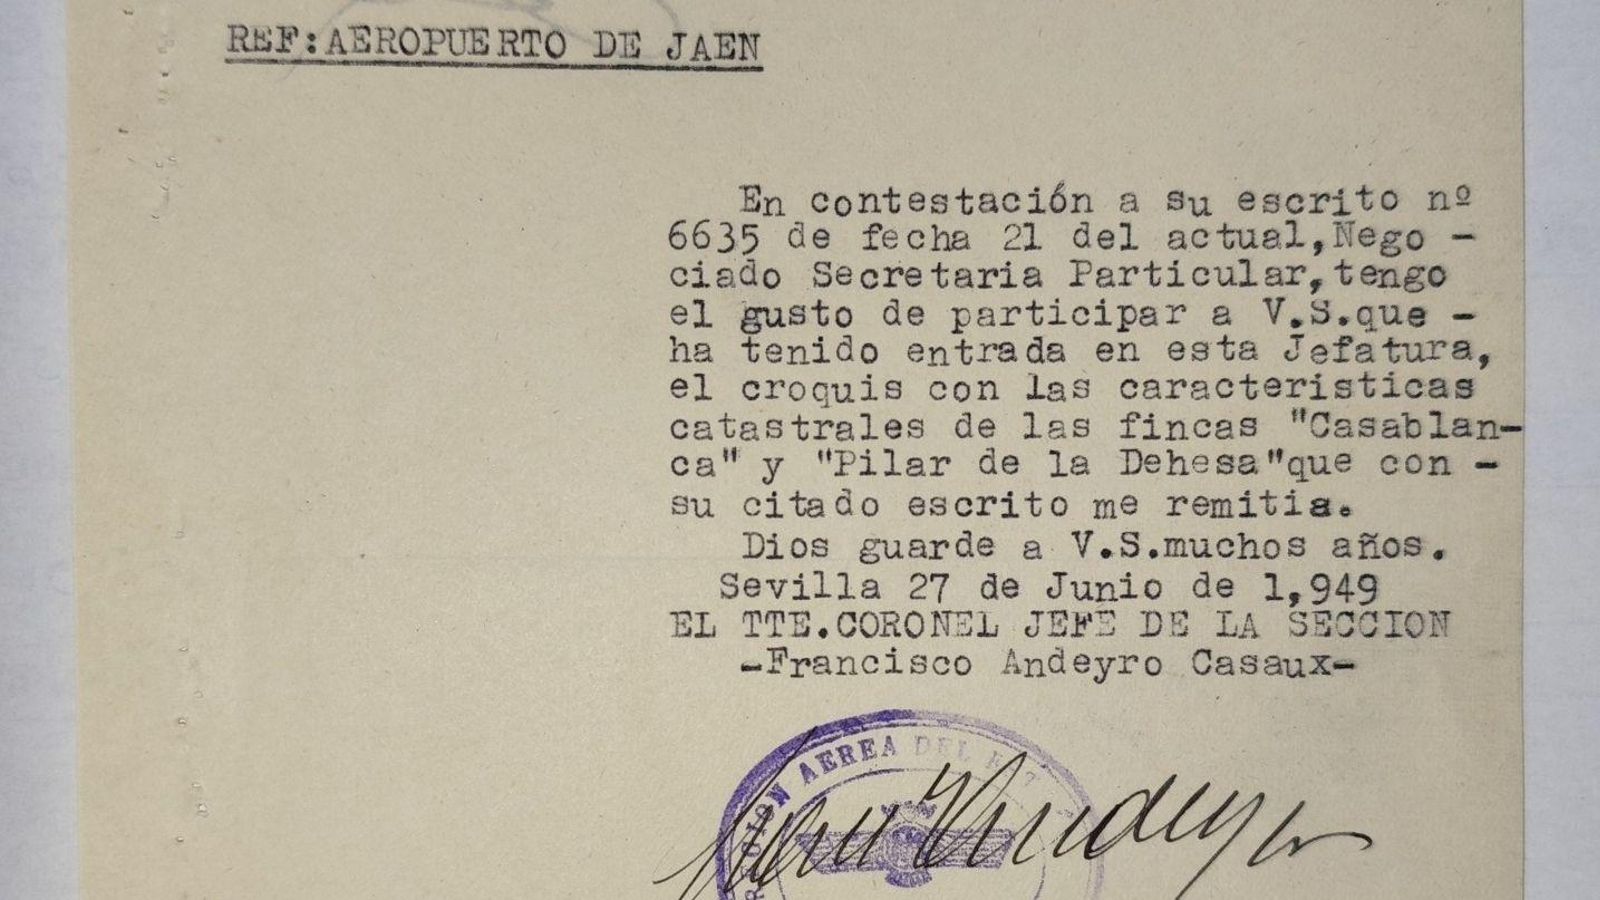 REF:AEROPUERTO DE JAEN
En contestación a su escrito nº
6635 de fecha 21 del actual,Nego -
ciado Secretaria Particular,tengo
el gusto de participar a V.S.que -
ha tenido entrada en esta Jefatura,
el croquis con las caracteristicas
catastrales de las fincas "Casablan-
ca" y "Pilar de la Dehesa"que con -
su citado escrito me remitia.
Dios guarde a V.S.muchos años.
Sevilla 27 de Junio de 1,949
EL TTE.CORONEL JEFE DE LA SECCION
-Francisco Andeyro Casaux-
REGION AEREA DEL